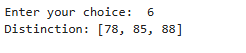 Enter your choice:  6
Distinction: [78, 85, 88]